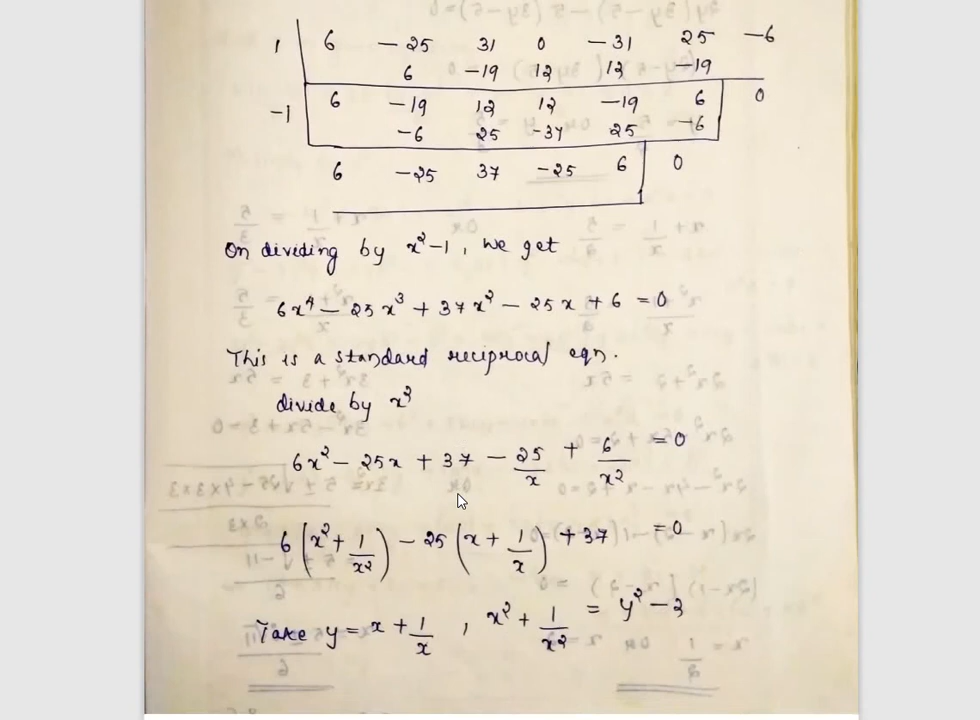 1 | 6 - 25 31 0 - 31 25 - 6
6 - 19 12 12 - 19
-1 | 6 - 19 12 12 - 19 6 0
- 6 25 - 37 25 - 6
6 - 25 37 - 25 6 0
On dividing by x² - 1, we get
6x⁴ - 25x³ + 37x² - 25x + 6 = 0
This is a standard reciprocal eqn.
divide by x²
6x² - 25x + 37 - 25/x + 6/x² = 0
6(x² + 1/x²) - 25(x + 1/x) + 37 = 0
Take y = x + 1/x , x² + 1/x² = y² - 2